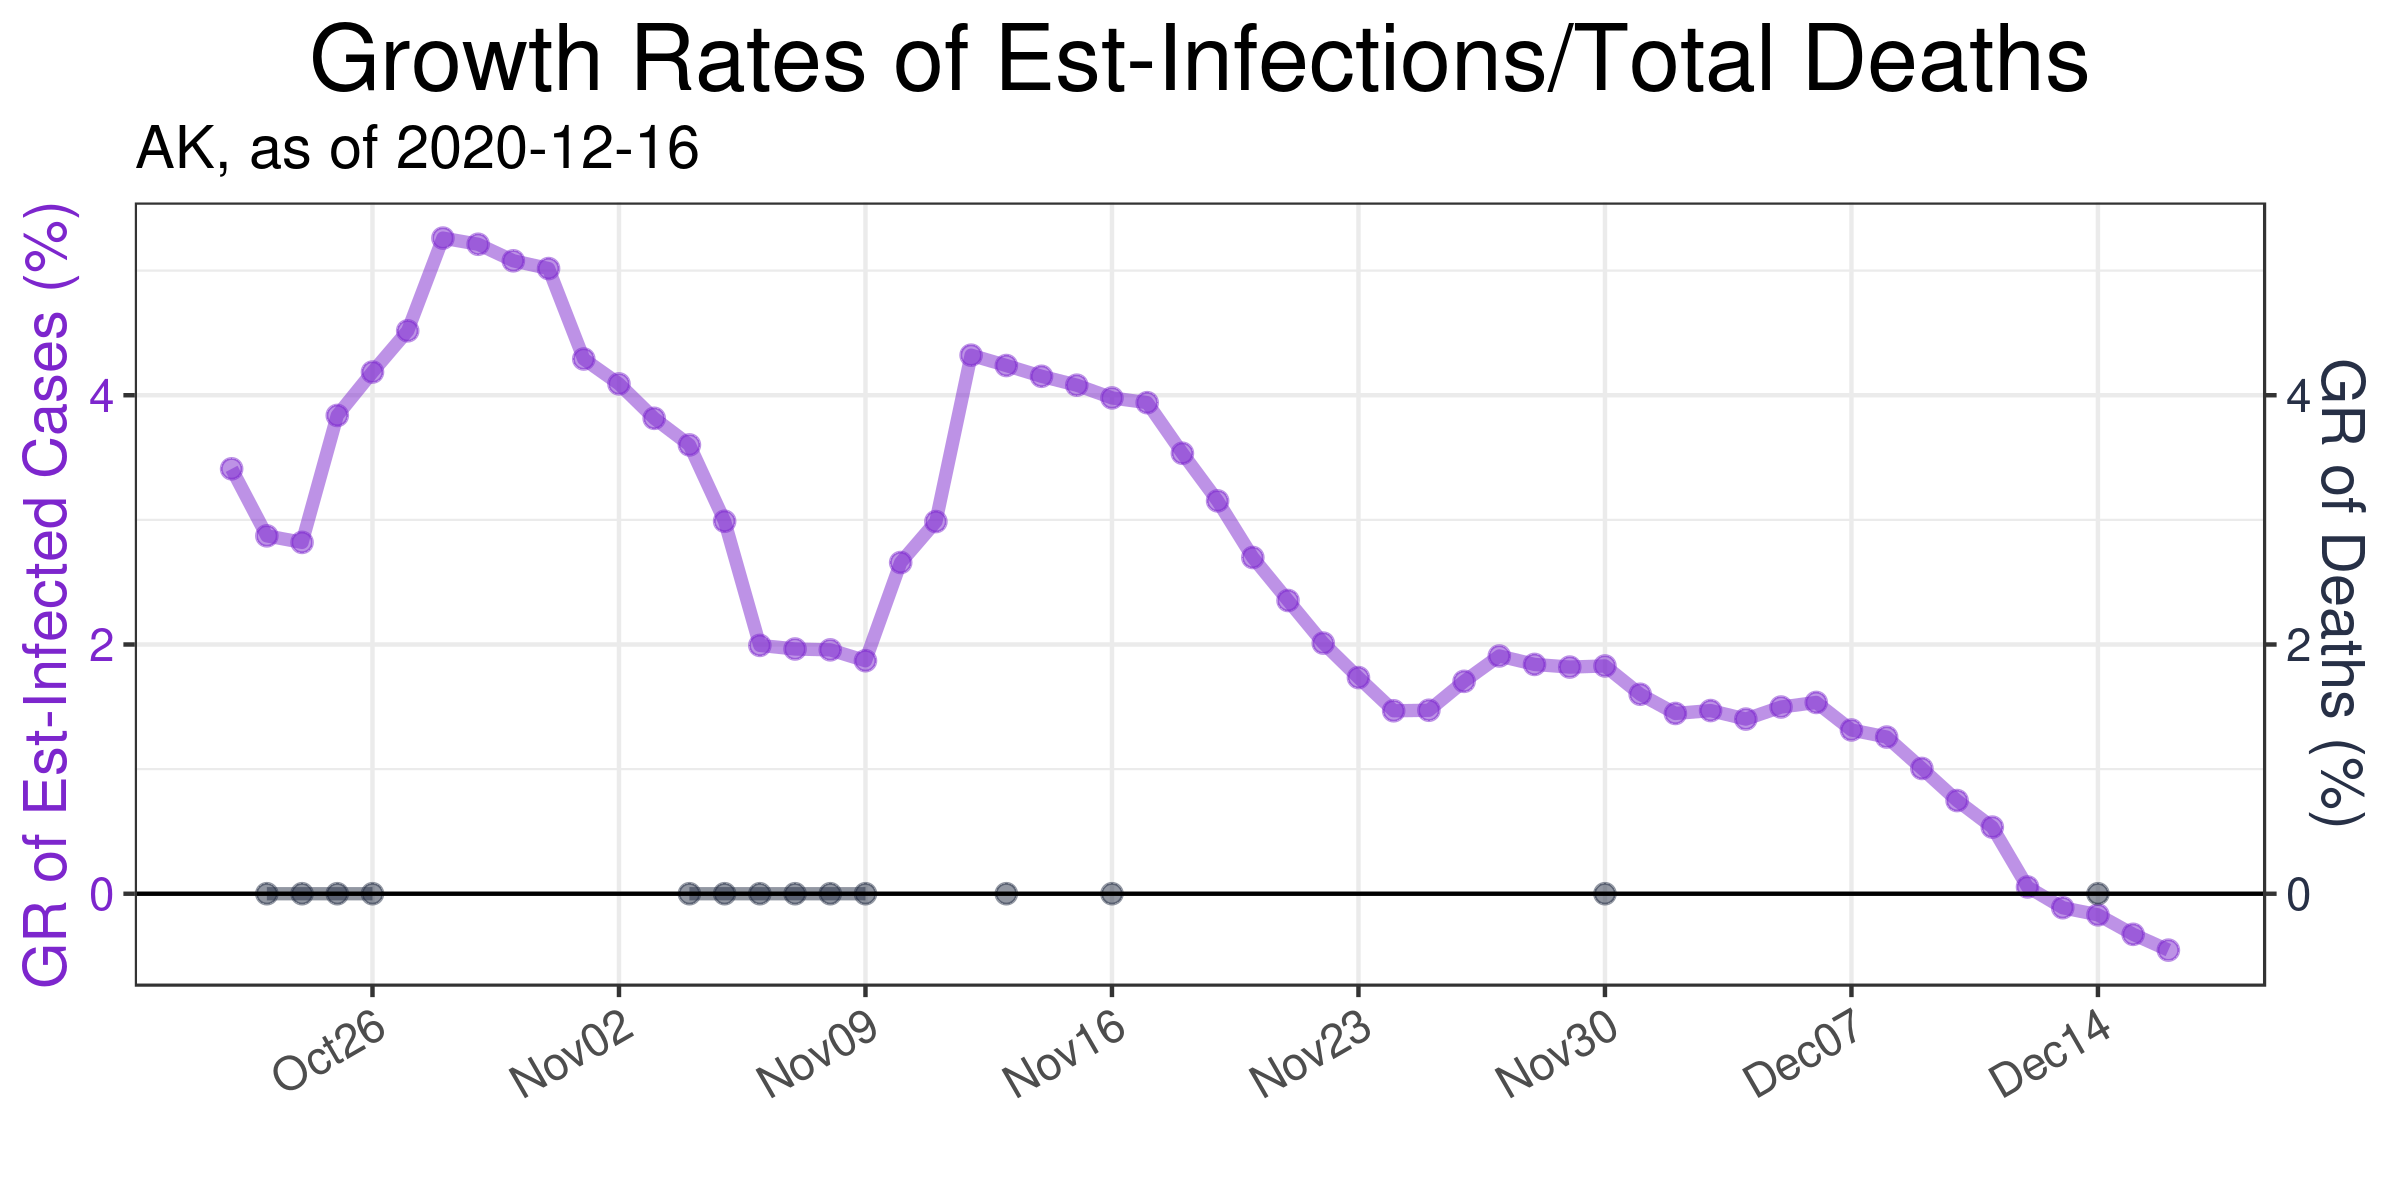 Growth Rates of Est-Infections/Total Deaths
AK, as of 2020-12-16
GR of Est-Infected Cases (%)
4
2
0
GR of Deaths (%)
4
2
0
Oct26
Nov02
Nov09
Nov16
Nov23
Nov30
Dec07
Dec14